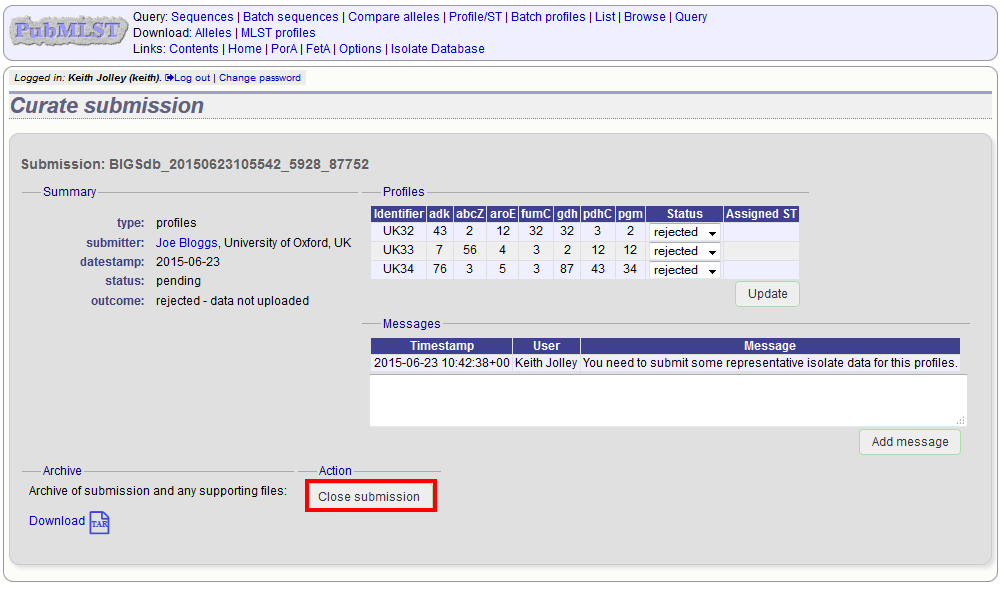 PubMLST
Query: Sequences | Batch sequences | Compare alleles | Profile/ST | Batch profiles | List | Browse | Query
Download: Alleles | MLST profiles
Links: Contents | Home | PorA | FetA | Options | Isolate Database
Logged in: Keith Jolley (keith). Log out | Change password
Curate submission
Submission: BIGSdb_20150623105542_5928_87752
Summary
type: profiles
submitter: Joe Bloggs, University of Oxford, UK
datestamp: 2015-06-23
status: pending
outcome: rejected - data not uploaded
Profiles
Identifier adk abcZ aroE fumC gdh pdhC pgm Status Assigned ST
UK32 43 2 12 32 32 3 2 rejected
UK33 7 56 4 3 2 12 12 rejected
UK34 76 3 5 3 87 43 34 rejected
Update
Messages
Timestamp User Message
2015-06-23 10:42:38+00 Keith Jolley You need to submit some representative isolate data for this profiles.
Add message
Archive
Archive of submission and any supporting files:
Download TAR
Action
Close submission